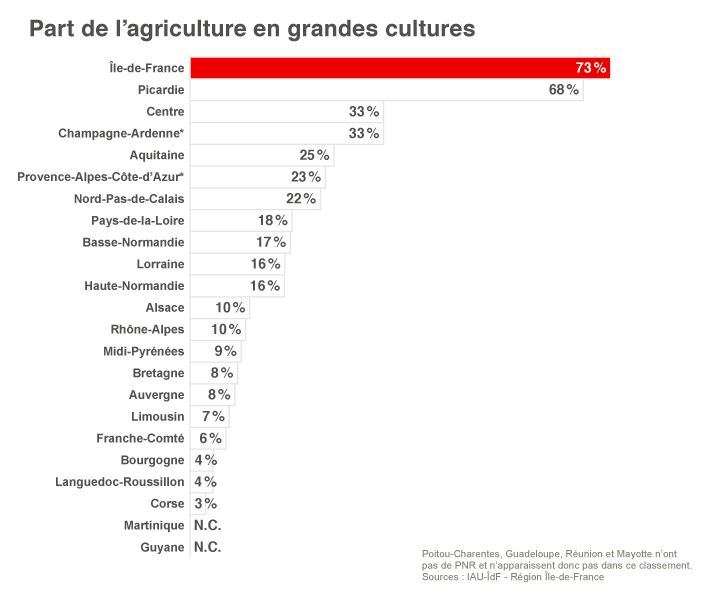 Part de l’agriculture en grandes cultures
Île-de-France 73 %
Picardie 68 %
Centre 33 %
Champagne-Ardenne* 33 %
Aquitaine 25 %
Provence-Alpes-Côte-d’Azur* 23 %
Nord-Pas-de-Calais 22 %
Pays-de-la-Loire 18 %
Basse-Normandie 17 %
Lorraine 16 %
Haute-Normandie 16 %
Alsace 10 %
Rhône-Alpes 10 %
Midi-Pyrénées 9 %
Bretagne 8 %
Auvergne 8 %
Limousin 7 %
Franche-Comté 6 %
Bourgogne 4 %
Languedoc-Roussillon 4 %
Corse 3 %
Martinique N.C.
Guyane N.C.
Poitou-Charentes, Guadeloupe, Réunion et Mayotte n’ont
pas de PNR et n’apparaissent donc pas dans ce classement.
Sources : IAU-ÎdF - Région Île-de-France